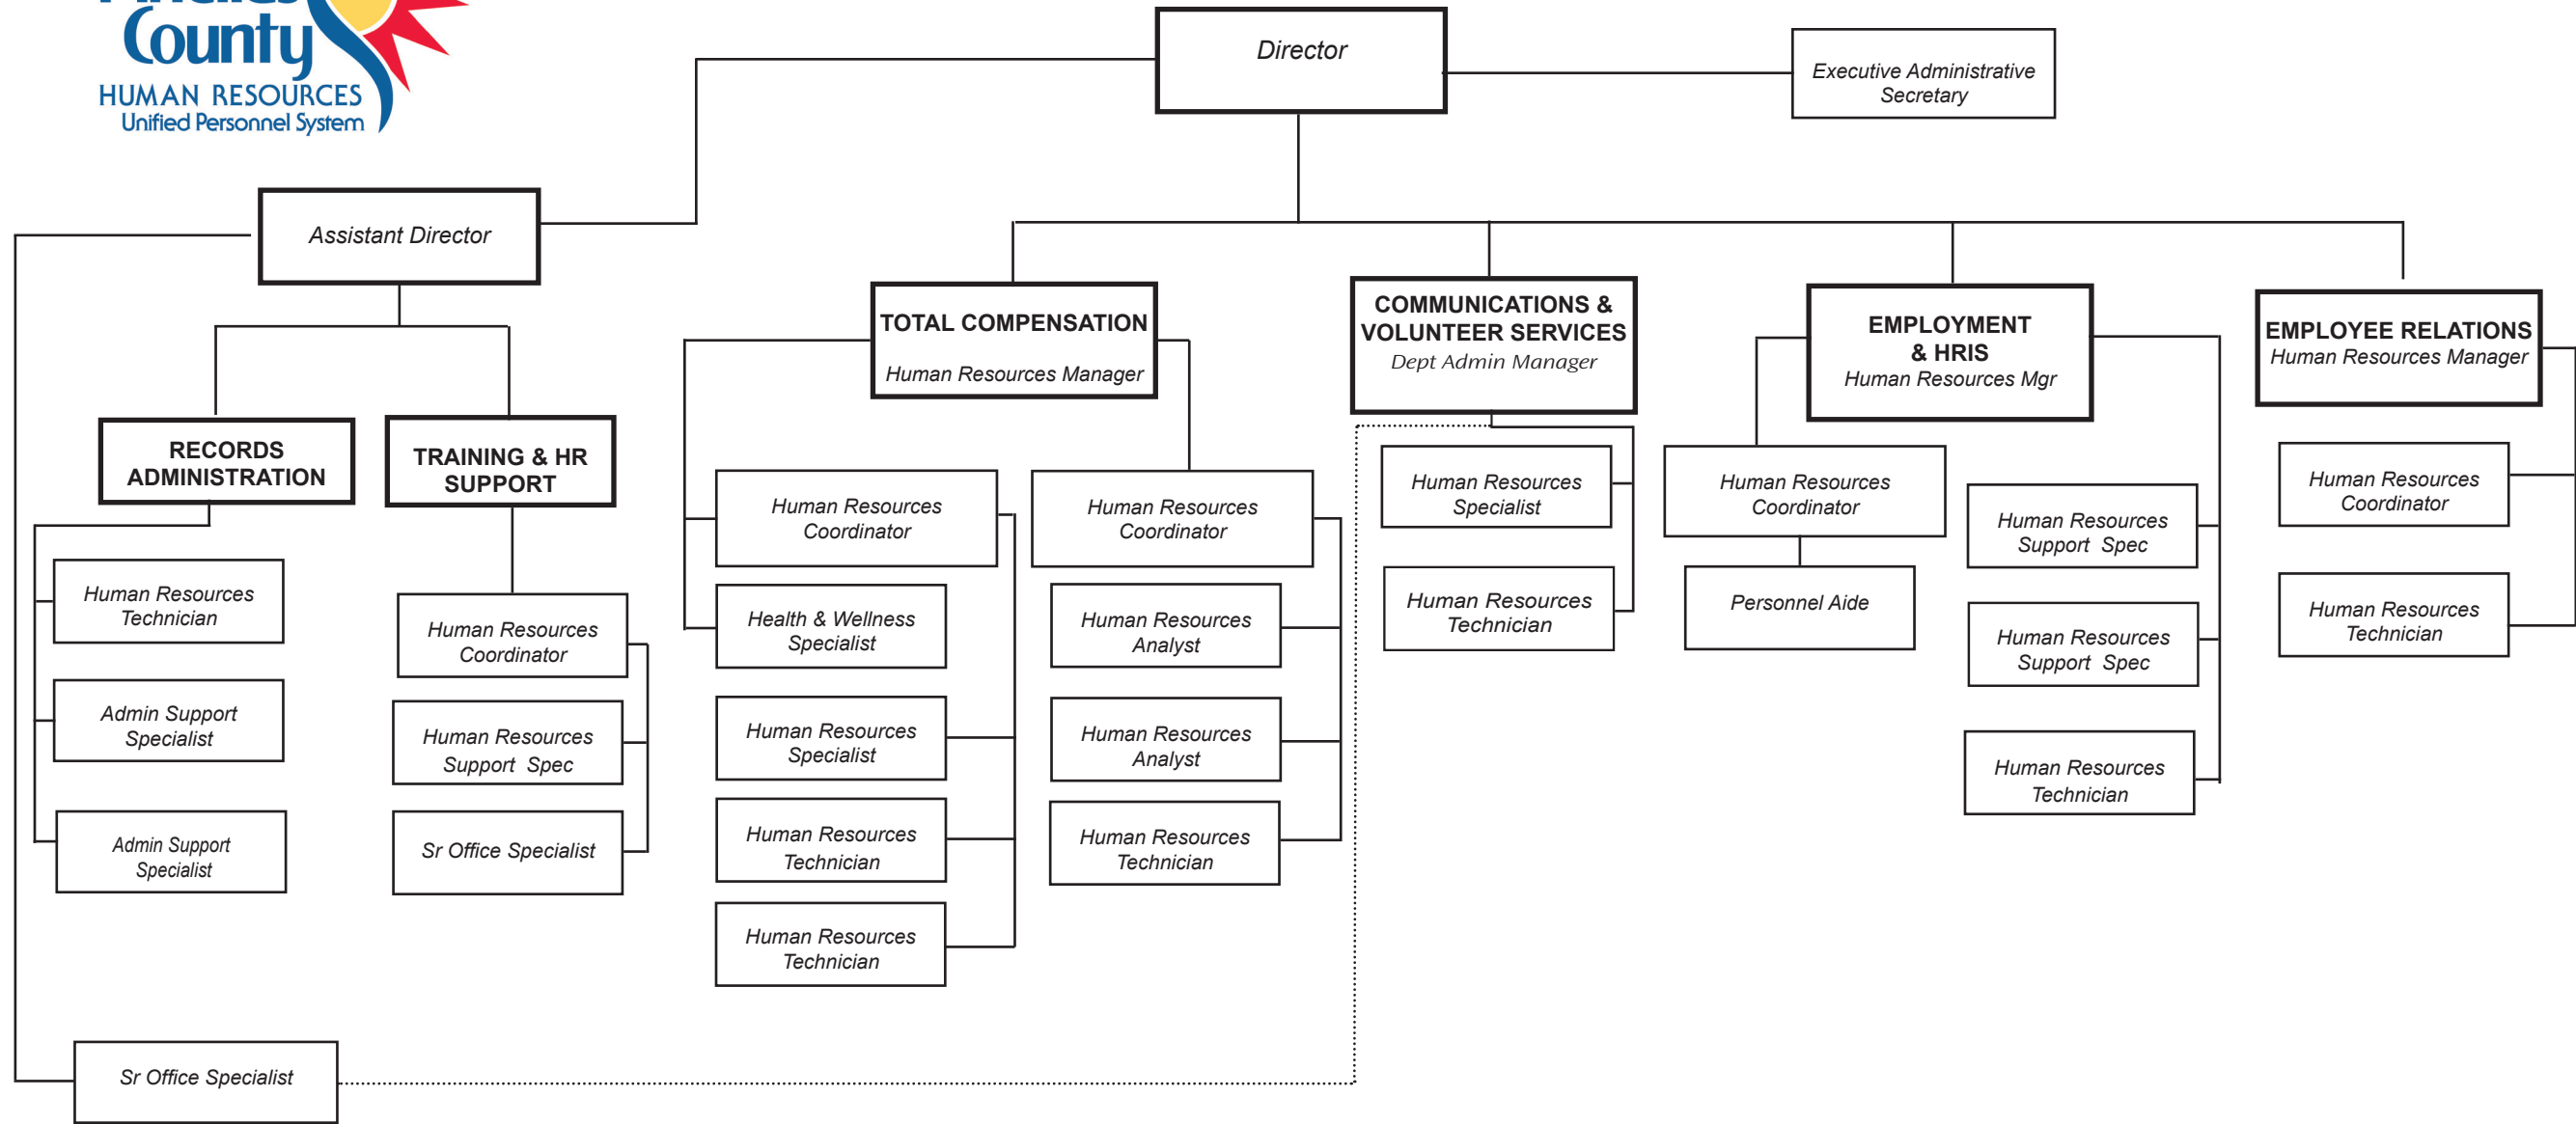 County
HUMAN RESOURCES
Unified Personnel System
Director
Executive Administrative
Secretary
Assistant Director
RECORDS
ADMINISTRATION
Human Resources
Technician
Admin Support
Specialist
Admin Support
Specialist
TRAINING & HR
SUPPORT
Human Resources
Coordinator
Human Resources
Support Spec
Sr Office Specialist
Sr Office Specialist
TOTAL COMPENSATION
Human Resources Manager
Human Resources
Coordinator
Health & Wellness
Specialist
Human Resources
Specialist
Human Resources
Technician
Human Resources
Technician
Human Resources
Coordinator
Human Resources
Analyst
Human Resources
Analyst
Human Resources
Technician
COMMUNICATIONS &
VOLUNTEER SERVICES
Dept Admin Manager
Human Resources
Specialist
Human Resources
Technician
EMPLOYMENT
& HRIS
Human Resources Mgr
Human Resources
Coordinator
Personnel Aide
Human Resources
Support Spec
Human Resources
Support Spec
Human Resources
Technician
EMPLOYEE RELATIONS
Human Resources Manager
Human Resources
Coordinator
Human Resources
Technician